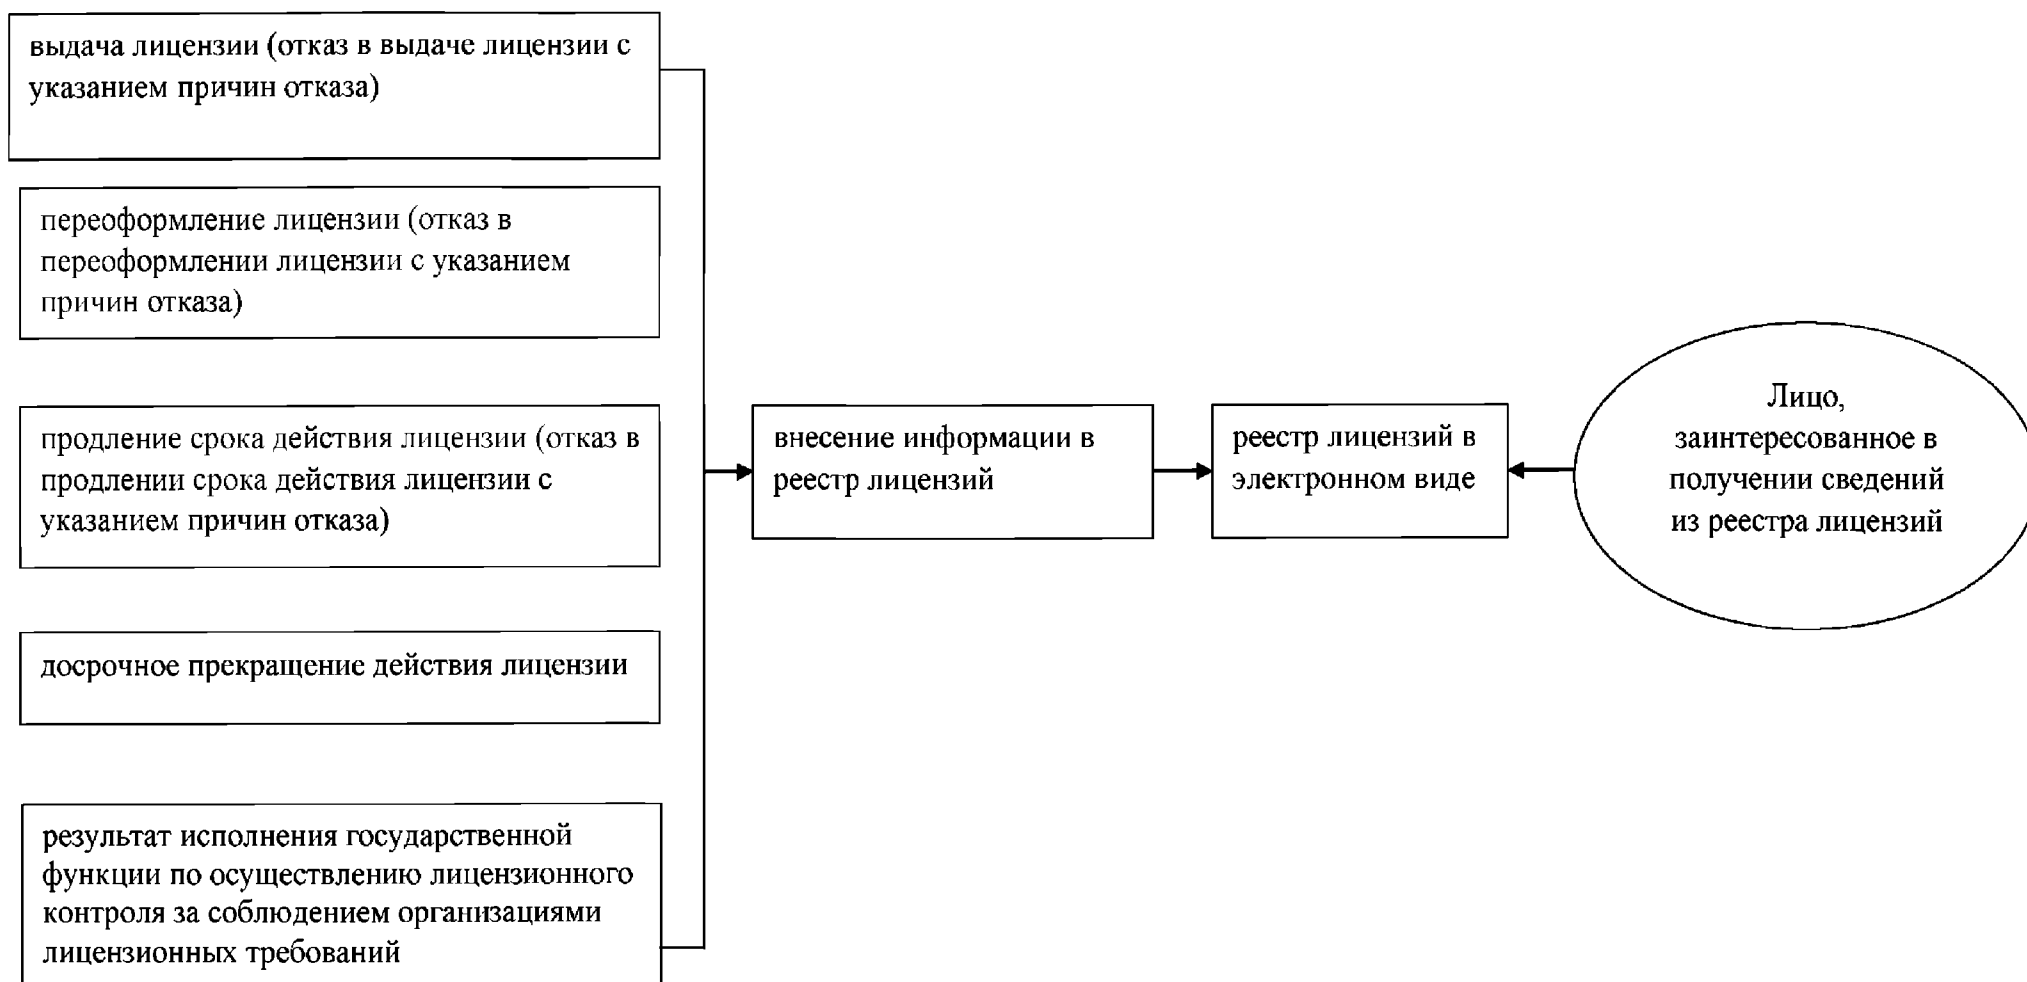 выдача лицензии (отказ в выдаче лицензии с
указанием причин отказа)
переоформление лицензии (отказ в
переоформлении лицензии с указанием
причин отказа)
продление срока действия лицензии (отказ в
продлении срока действия лицензии с
указанием причин отказа)
досрочное прекращение действия лицензии
результат исполнения государственной
функции по осуществлению лицензионного
контроля за соблюдением организациями
лицензионных требований
внесение информации в
реестр лицензий
реестр лицензий в
электронном виде
Лицо,
заинтересованное в
получении сведений
из реестра лицензий